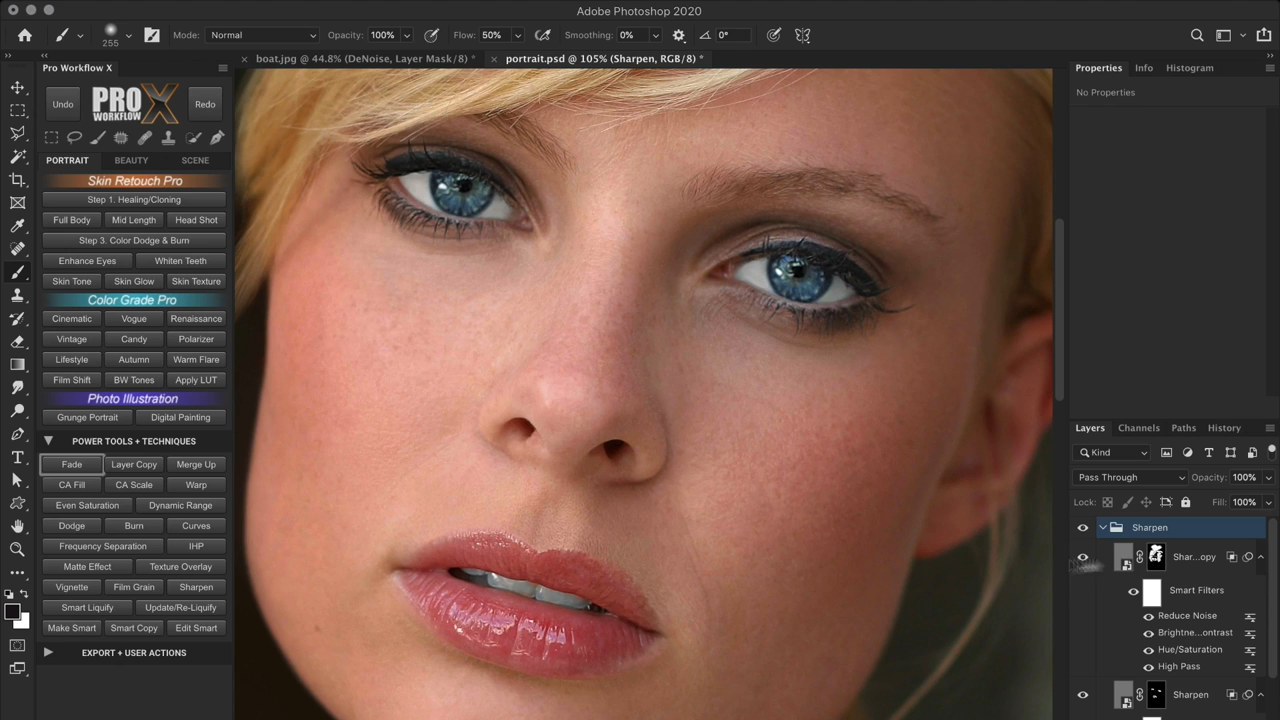 Adobe Photoshop 2020
255 Mode: Normal Opacity: 100% Flow: 50% Smoothing: 0% 0°
boat.jpg @ 44.8% (DeNoise, Layer Mask/8) * portrait.psd @ 105% (Sharpen, RGB/8) *
Pro Workflow X
Undo PRO WORKFLOW X Redo
PORTRAIT BEAUTY SCENE
Skin Retouch Pro
Step 1. Healing/Cloning
Full Body Mid Length Head Shot
Step 3. Color Dodge & Burn
Enhance Eyes Whiten Teeth
Skin Tone Skin Glow Skin Texture
Color Grade Pro
Cinematic Vogue Renaissance
Vintage Candy Polarizer
Lifestyle Autumn Warm Flare
Film Shift BW Tones Apply LUT
Photo Illustration
Grunge Portrait Digital Painting
POWER TOOLS + TECHNIQUES
Fade Layer Copy Merge Up
CA Fill CA Scale Warp
Even Saturation Dynamic Range
Dodge Burn Curves
Frequency Separation IHP
Matte Effect Texture Overlay
Vignette Film Grain Sharpen
Smart Liquify Update/Re-Liquify
Make Smart Smart Copy Edit Smart
EXPORT + USER ACTIONS
Properties Info Histogram
No Properties
Layers Channels Paths History
Kind
Pass Through Opacity: 100%
Lock: Fill: 100%
Sharpen
Shar...opy
Smart Filters
Reduce Noise
Brightne...ontrast
Hue/Saturation
High Pass
Sharpen